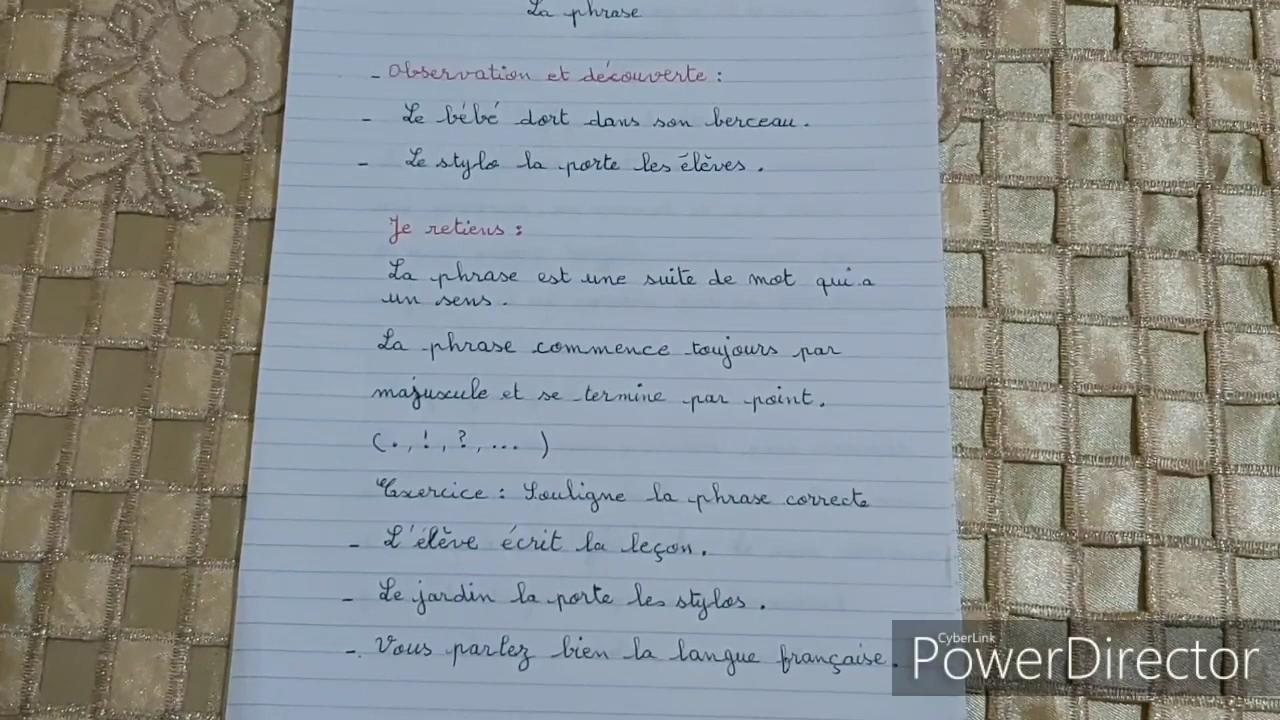 La phrase
- Observation et découverte :
- Le bébé dort dans son berceau.
- Le stylo la porte les élèves.
Je retiens :
La phrase est une suite de mot qui a
un sens.
La phrase commence toujours par
majuscule et se termine par point.
(., !, ?, ... )
Exercice : Souligne la phrase correcte
- L'élève écrit la leçon.
- Le jardin la porte les stylos.
- Vous parlez bien la langue française.
CyberLink
PowerDirector